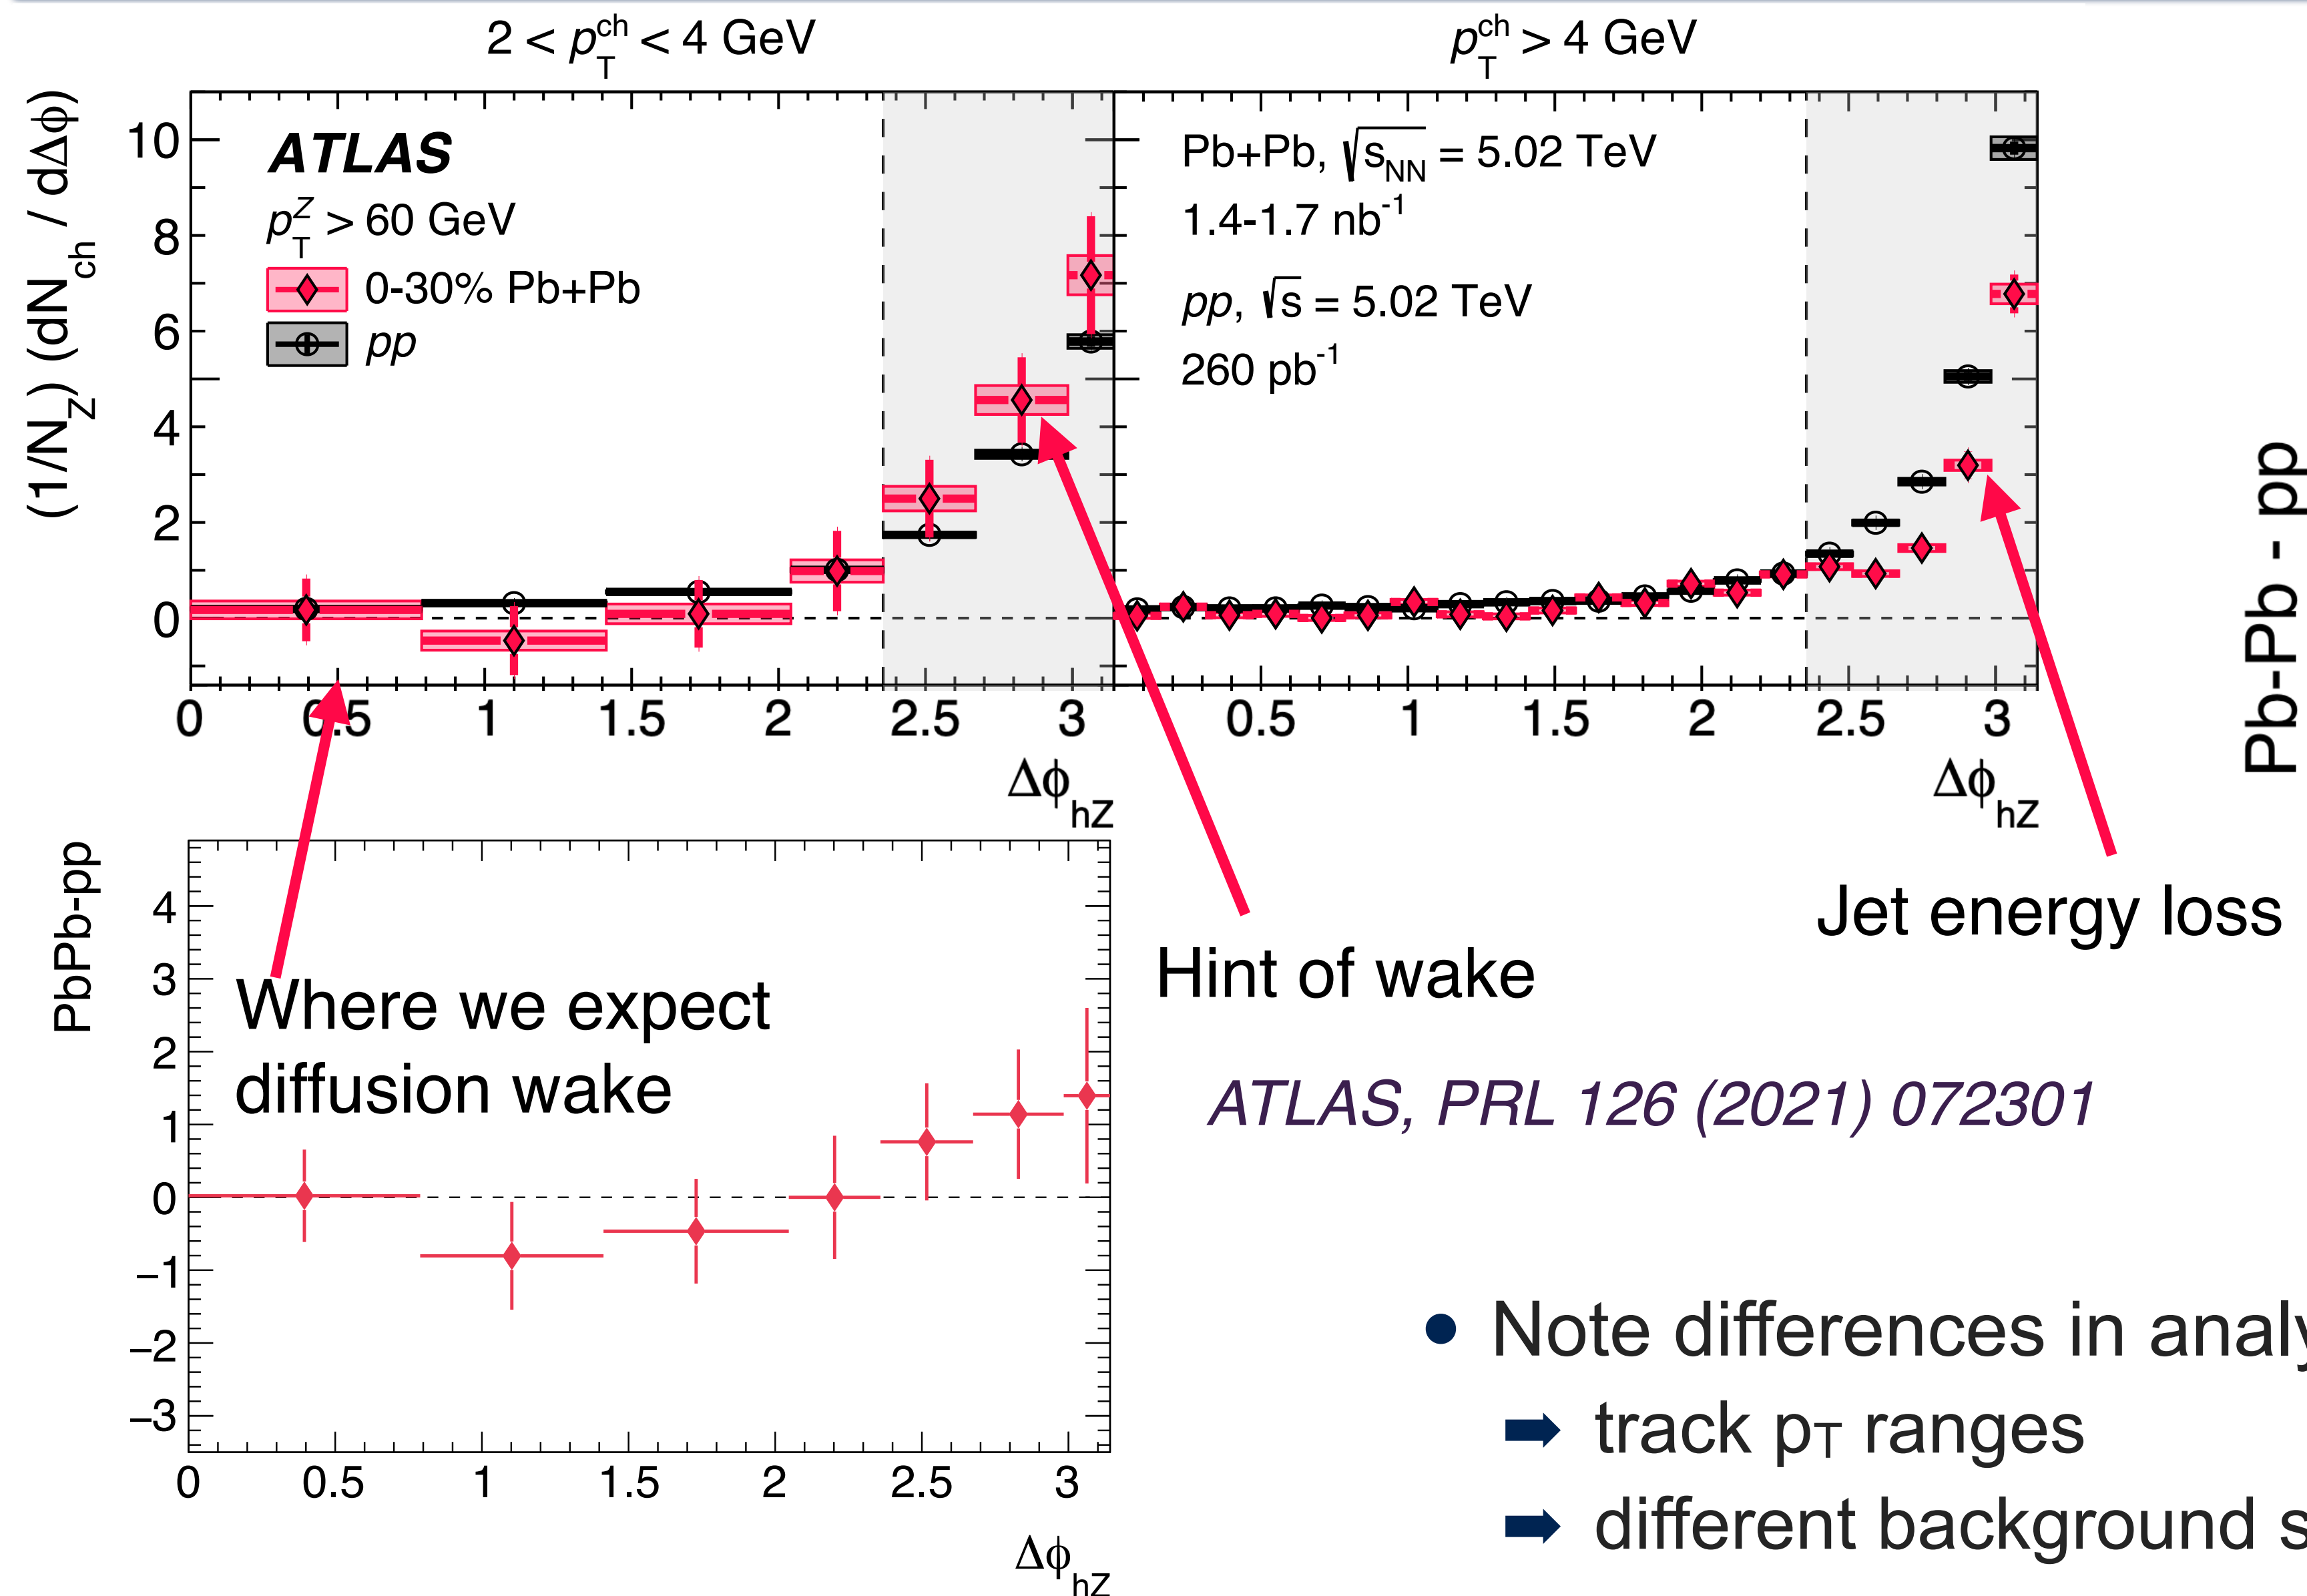 2 < p_T^ch < 4 GeV
p_T^ch > 4 GeV
(1/N_Z) (dN_ch / dΔϕ)
10
8
6
4
2
0
ATLAS
p_T^Z > 60 GeV
0-30% Pb+Pb
pp
Pb+Pb, √s_NN = 5.02 TeV
1.4-1.7 nb^-1
pp, √s = 5.02 TeV
260 pb^-1
0 0.5 1 1.5 2 2.5 3
0.5 1 1.5 2 2.5 3
Δϕ_hZ
Δϕ_hZ
Pb-Pb - pp
PbPb-pp
4
3
2
1
0
−1
−2
−3
Where we expect
diffusion wake
0 0.5 1 1.5 2 2.5 3
Δϕ_hZ
Jet energy loss
Hint of wake
ATLAS, PRL 126 (2021) 072301
● Note differences in analy
➡ track p_T ranges
➡ different background s